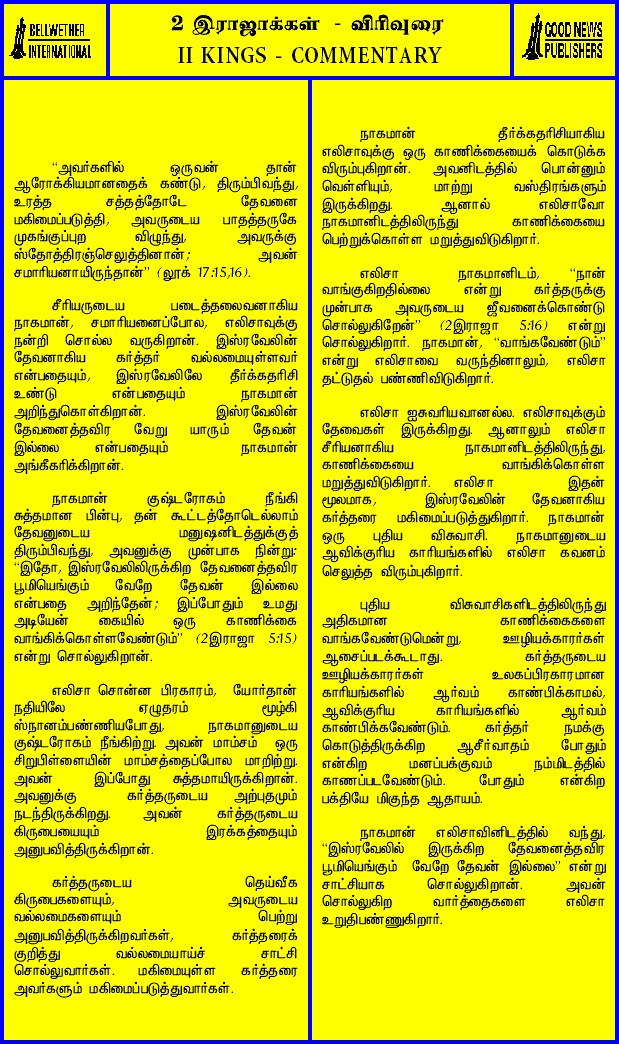 BELLWETHER
INTERNATIONAL
2 இராஜாக்கள் - விரிவுரை
II KINGS - COMMENTARY
GOOD NEWS
PUBLISHERS
“அவர்களில் ஒருவன் தான்
ஆரோக்கியமானதைக் கண்டு, திரும்பிவந்து,
உரத்த சத்தத்தோடே தேவனை
மகிமைப்படுத்தி, அவருடைய பாதத்தருகே
முகங்குப்புற விழுந்து, அவருக்கு
ஸ்தோத்திரஞ்செலுத்தினான்; அவன்
சமாரியனாயிருந்தான்” (லூக் 17:15,16).
சீரியருடைய படைத்தலைவனாகிய
நாகமான், சமாரியனைப்போல, எலிசாவுக்கு
நன்றி சொல்ல வருகிறான். இஸ்ரவேலின்
தேவனாகிய கர்த்தர் வல்லமையுள்ளவர்
என்பதையும், இஸ்ரவேலிலே தீர்க்கதரிசி
உண்டு என்பதையும் நாகமான்
அறிந்துகொள்கிறான். இஸ்ரவேலின்
தேவனைத்தவிர வேறு யாரும் தேவன்
இல்லை என்பதையும் நாகமான்
அங்கீகரிக்கிறான்.
நாகமான் குஷ்டரோகம் நீங்கி
சுத்தமான பின்பு, தன் கூட்டத்தோடெல்லாம்
தேவனுடைய மனுஷனிடத்துக்குத்
திரும்பிவந்து, அவனுக்கு முன்பாக நின்று:
“இதோ, இஸ்ரவேலிலிருக்கிற தேவனைத்தவிர
பூமியெங்கும் வேறே தேவன் இல்லை
என்பதை அறிந்தேன்; இப்போதும் உமது
அடியேன் கையில் ஒரு காணிக்கை
வாங்கிக்கொள்ளவேண்டும்” (2இராஜா 5:15)
என்று சொல்லுகிறான்.
எலிசா சொன்ன பிரகாரம், யோர்தான்
நதியிலே ஏழுதரம் மூழ்கி
ஸ்நானம்பண்ணியபோது, நாகமானுடைய
குஷ்டரோகம் நீங்கிற்று. அவன் மாம்சம் ஒரு
சிறுபிள்ளையின் மாம்சத்தைப்போல மாறிற்று.
அவன் இப்போது சுத்தமாயிருக்கிறான்.
அவனுக்கு கர்த்தருடைய அற்புதமும்
நடந்திருக்கிறது. அவன் கர்த்தருடைய
கிருபையையும் இரக்கத்தையும்
அனுபவித்திருக்கிறான்.
கர்த்தருடைய தெய்வீக
கிருபைகளையும், அவருடைய
வல்லமைகளையும் பெற்று
அனுபவித்திருக்கிறவர்கள், கர்த்தரைக்
குறித்து வல்லமையாய்ச் சாட்சி
சொல்லுவார்கள். மகிமையுள்ள கர்த்தரை
அவர்களும் மகிமைப்படுத்துவார்கள்.
நாகமான் தீர்க்கதரிசியாகிய
எலிசாவுக்கு ஒரு காணிக்கையைக் கொடுக்க
விரும்புகிறான். அவனிடத்தில் பொன்னும்
வெள்ளியும், மாற்று வஸ்திரங்களும்
இருக்கிறது. ஆனால் எலிசாவோ
நாகமானிடத்திலிருந்து காணிக்கையை
பெற்றுக்கொள்ள மறுத்துவிடுகிறார்.
எலிசா நாகமானிடம், “நான்
வாங்குகிறதில்லை என்று கர்த்தருக்கு
முன்பாக அவருடைய ஜீவனைக்கொண்டு
சொல்லுகிறேன்” (2இராஜா 5:16) என்று
சொல்லுகிறார். நாகமான், “வாங்கவேண்டும்”
என்று எலிசாவை வருந்தினாலும், எலிசா
தட்டுதல் பண்ணிவிடுகிறார்.
எலிசா ஐசுவரியவானல்ல. எலிசாவுக்கும்
தேவைகள் இருக்கிறது. ஆனாலும் எலிசா
சீரியனாகிய நாகமானிடத்திலிருந்து,
காணிக்கையை வாங்கிக்கொள்ள
மறுத்துவிடுகிறார். எலிசா இதன்
மூலமாக, இஸ்ரவேலின் தேவனாகிய
கர்த்தரை மகிமைப்படுத்துகிறார். நாகமான்
ஒரு புதிய விசுவாசி. நாகமானுடைய
ஆவிக்குரிய காரியங்களில் எலிசா கவனம்
செலுத்த விரும்புகிறார்.
புதிய விசுவாசிகளிடத்திலிருந்து
அதிகமான காணிக்கைகளை
வாங்கவேண்டுமென்று, ஊழியக்காரர்கள்
ஆசைப்படக்கூடாது. கர்த்தருடைய
ஊழியக்காரர்கள் உலகப்பிரகாரமான
காரியங்களில் ஆர்வம் காண்பிக்காமல்,
ஆவிக்குரிய காரியங்களில் ஆர்வம்
காண்பிக்கவேண்டும். கர்த்தர் நமக்கு
கொடுத்திருக்கிற ஆசீர்வாதம் போதும்
என்கிற மனப்பக்குவம் நம்மிடத்தில்
காணப்படவேண்டும். போதும் என்கிற
பக்தியே மிகுந்த ஆதாயம்.
நாகமான் எலிசாவினிடத்தில் வந்து,
“இஸ்ரவேலில் இருக்கிற தேவனைத்தவிர
பூமியெங்கும் வேறே தேவன் இல்லை” என்று
சாட்சியாக சொல்லுகிறான். அவன்
சொல்லுகிற வார்த்தைகளை எலிசா
உறுதிபண்ணுகிறார்.